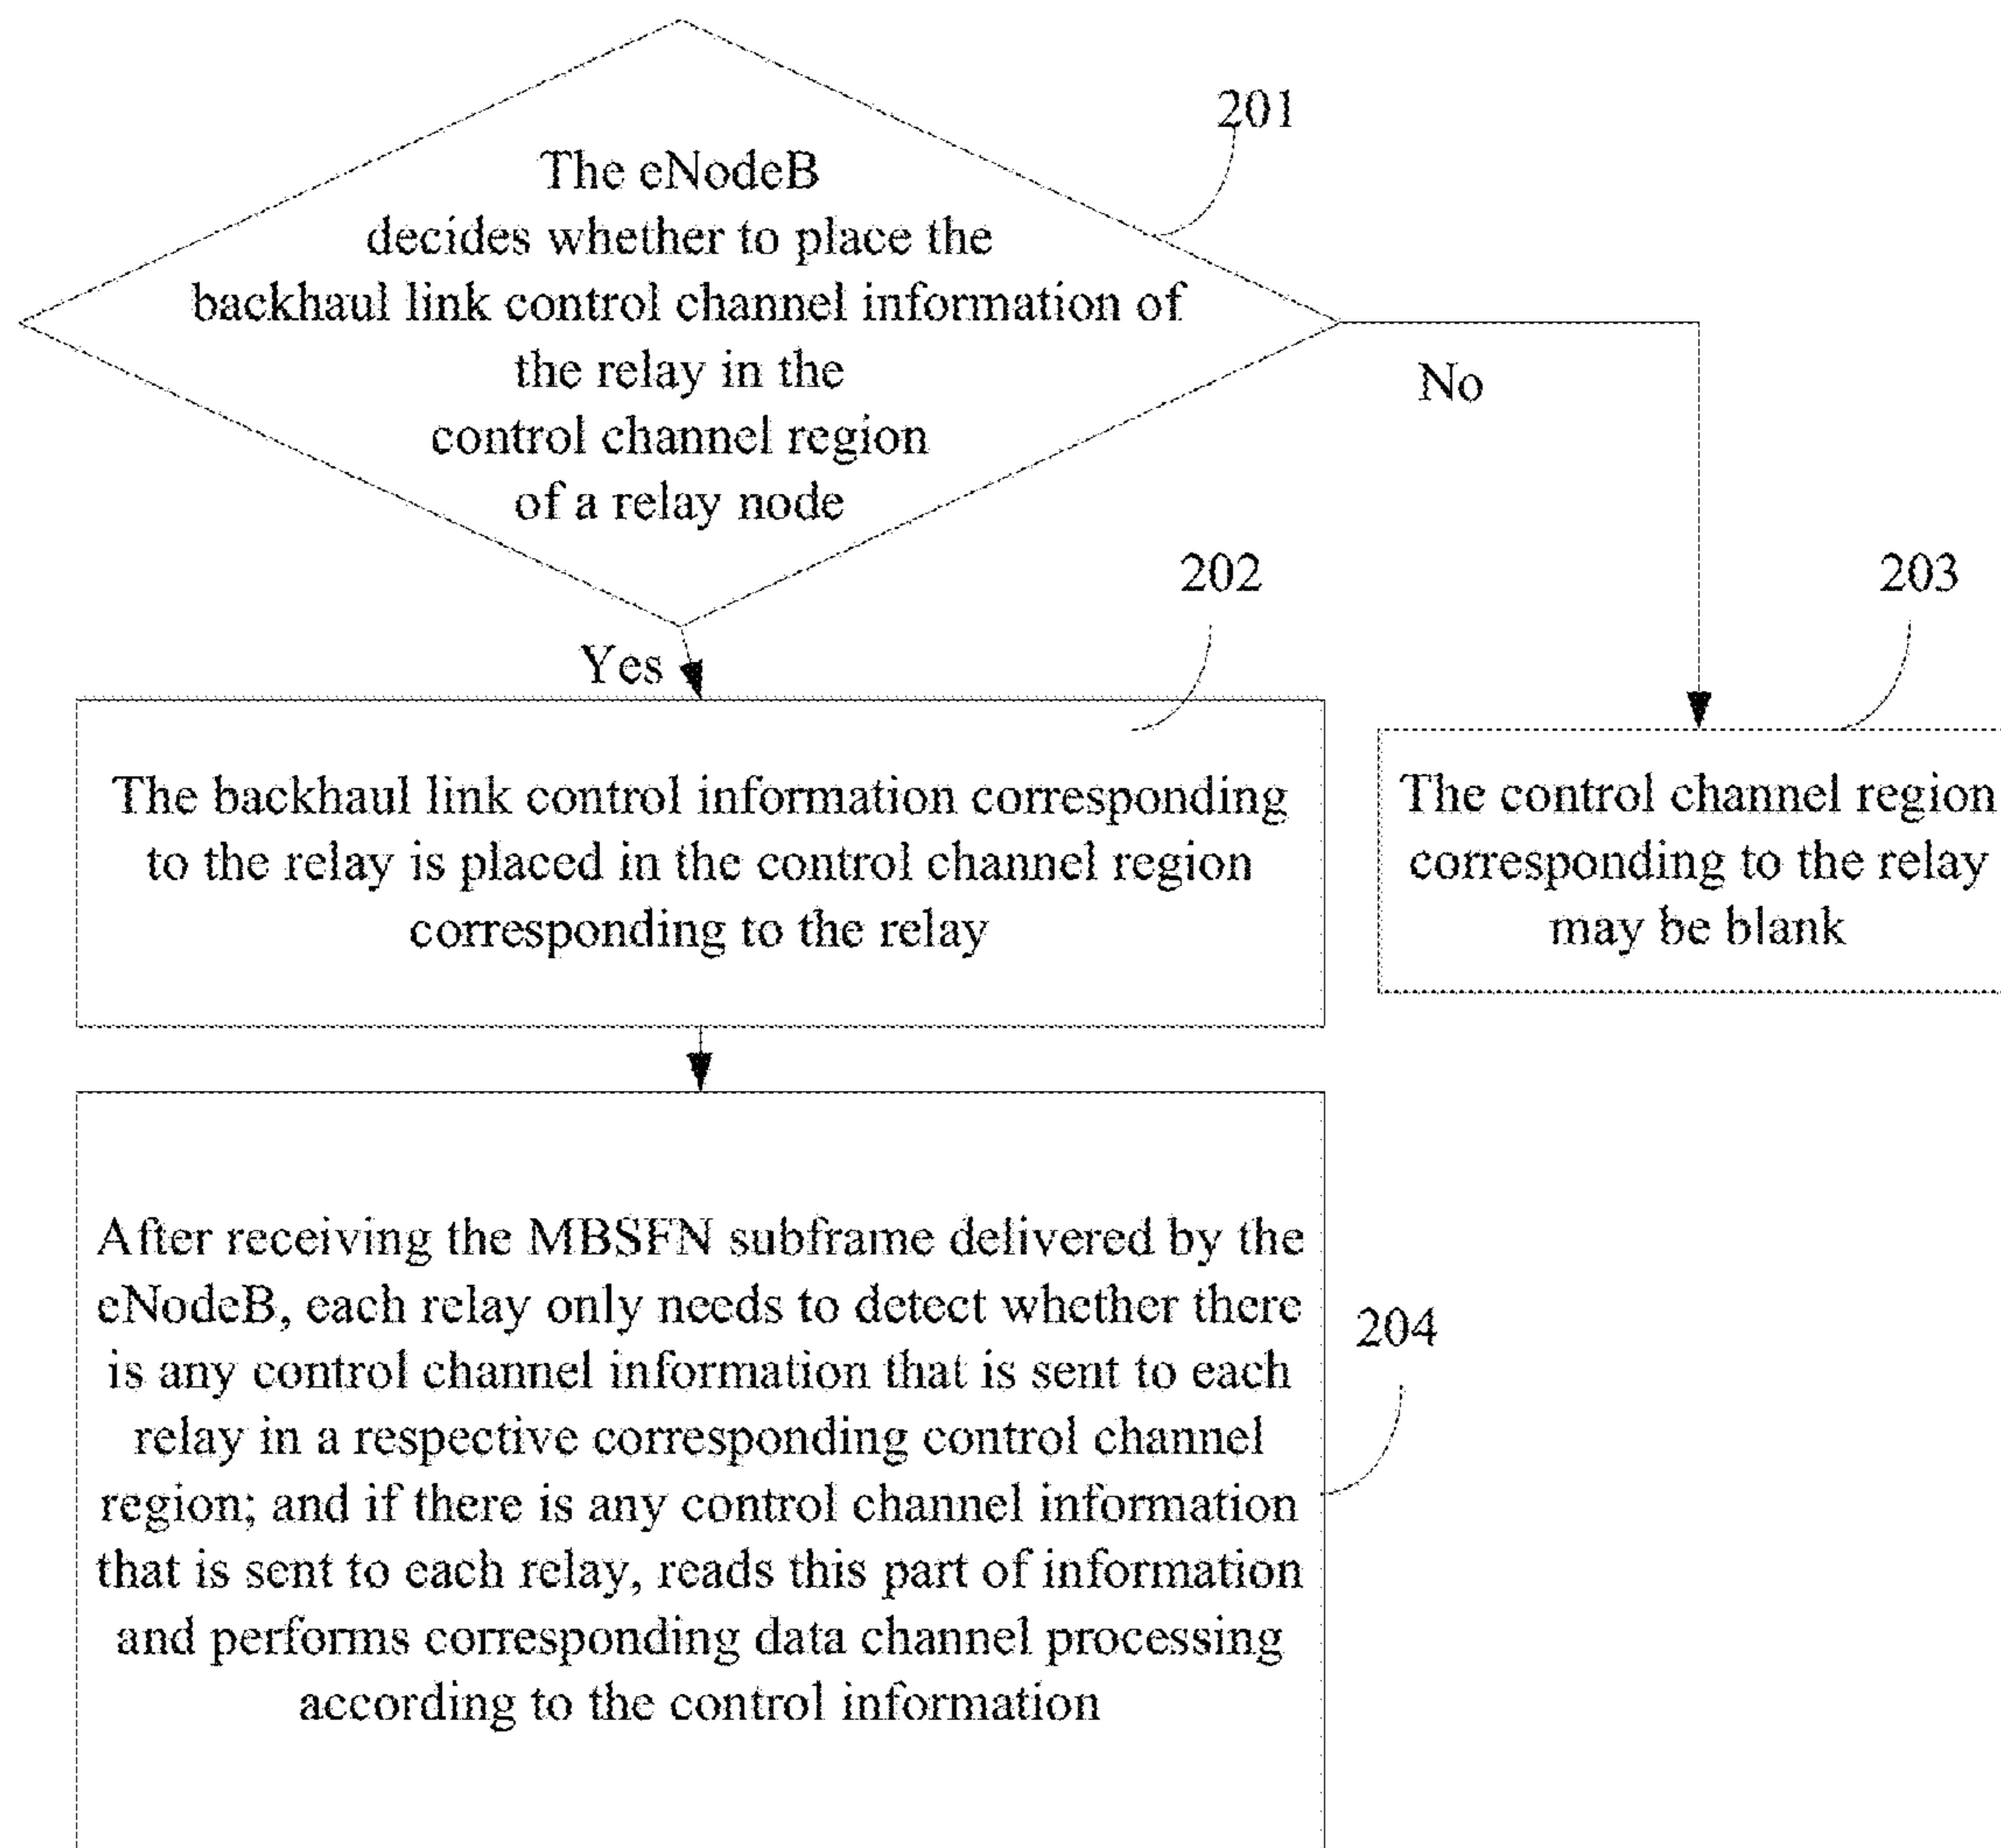 201
The eNodeB
decides whether to place the
backhaul link control channel information of
the relay in the
control channel region
of a relay node
No
202
203
Yes
The backhaul link control information corresponding
to the relay is placed in the control channel region
corresponding to the relay
The control channel region
corresponding to the relay
may be blank
After receiving the MBSFN subframe delivered by the
eNodeB, each relay only needs to detect whether there
is any control channel information that is sent to each
relay in a respective corresponding control channel
region; and if there is any control channel information
that is sent to each relay, reads this part of information
and performs corresponding data channel processing
according to the control information
204